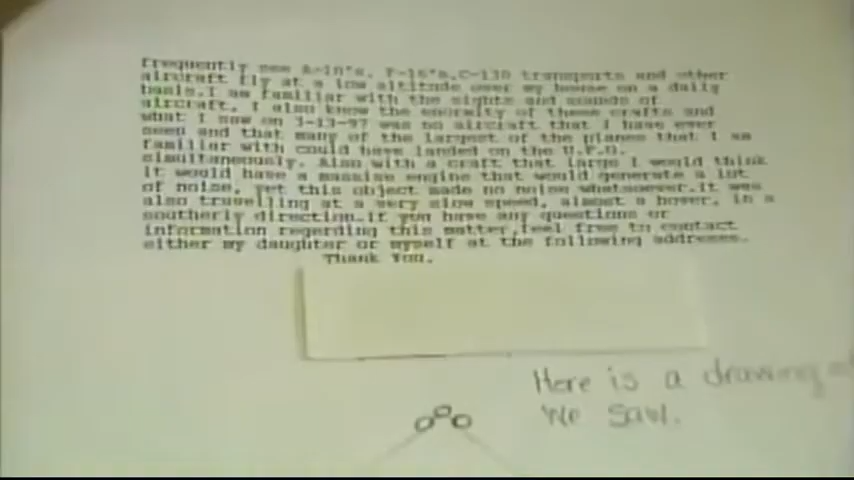 frequently see A-10's, F-16's,C-130 transports and other
aircraft fly at a low altitude over my house on a daily
basis.I am familiar with the sights and sounds of
aircraft. I also know the enormity of these crafts and
what I saw on 3-13-97 was no aircraft that I have ever
seen and that many of the largest of the planes that I am
familiar with could have landed on the U.F.O.
simultaneously. Also with a craft that large I would think
it would have a massive engine that would generate a lot
of noise, yet this object made no noise whatsoever.It was
also travelling at a very slow speed, almost a hover, in a
southerly direction.If you have any questions or
information regarding this matter,feel free to contact
either my daughter or myself at the following addresses.
Thank You.
Here is a drawing
We saw.